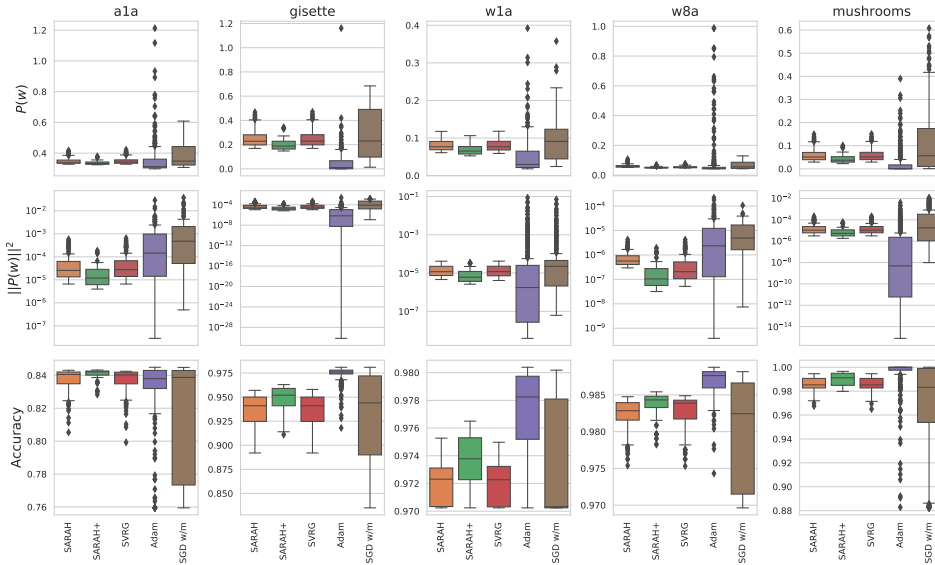 a1a
gisette
w1a
w8a
mushrooms
P(w)
1.2
1.0
0.8
0.6
0.4
1.2
1.0
0.8
0.6
0.4
0.2
0.0
0.4
0.3
0.2
0.1
0.0
1.0
0.8
0.6
0.4
0.2
0.0
0.6
0.5
0.4
0.3
0.2
0.1
0.0
||P(w)||²
10⁻²
10⁻³
10⁻⁴
10⁻⁵
10⁻⁶
10⁻⁷
10⁻⁴
10⁻⁸
10⁻¹²
10⁻¹⁶
10⁻²⁰
10⁻²⁴
10⁻²⁸
10⁻¹
10⁻³
10⁻⁵
10⁻⁷
10⁻⁴
10⁻⁵
10⁻⁶
10⁻⁷
10⁻⁸
10⁻⁹
10⁻²
10⁻⁶
10⁻¹⁰
10⁻¹⁴
Accuracy
0.84
0.82
0.80
0.78
0.76
0.975
0.950
0.925
0.900
0.875
0.850
0.980
0.978
0.976
0.974
0.972
0.970
0.985
0.980
0.975
0.970
1.00
0.98
0.96
0.94
0.92
0.90
0.88
SARAH
SARAH+
SVRG
Adam
SGD w/m
SARAH
SARAH+
SVRG
Adam
SGD w/m
SARAH
SARAH+
SVRG
Adam
SGD w/m
SARAH
SARAH+
SVRG
Adam
SGD w/m
SARAH
SARAH+
SVRG
Adam
SGD w/m